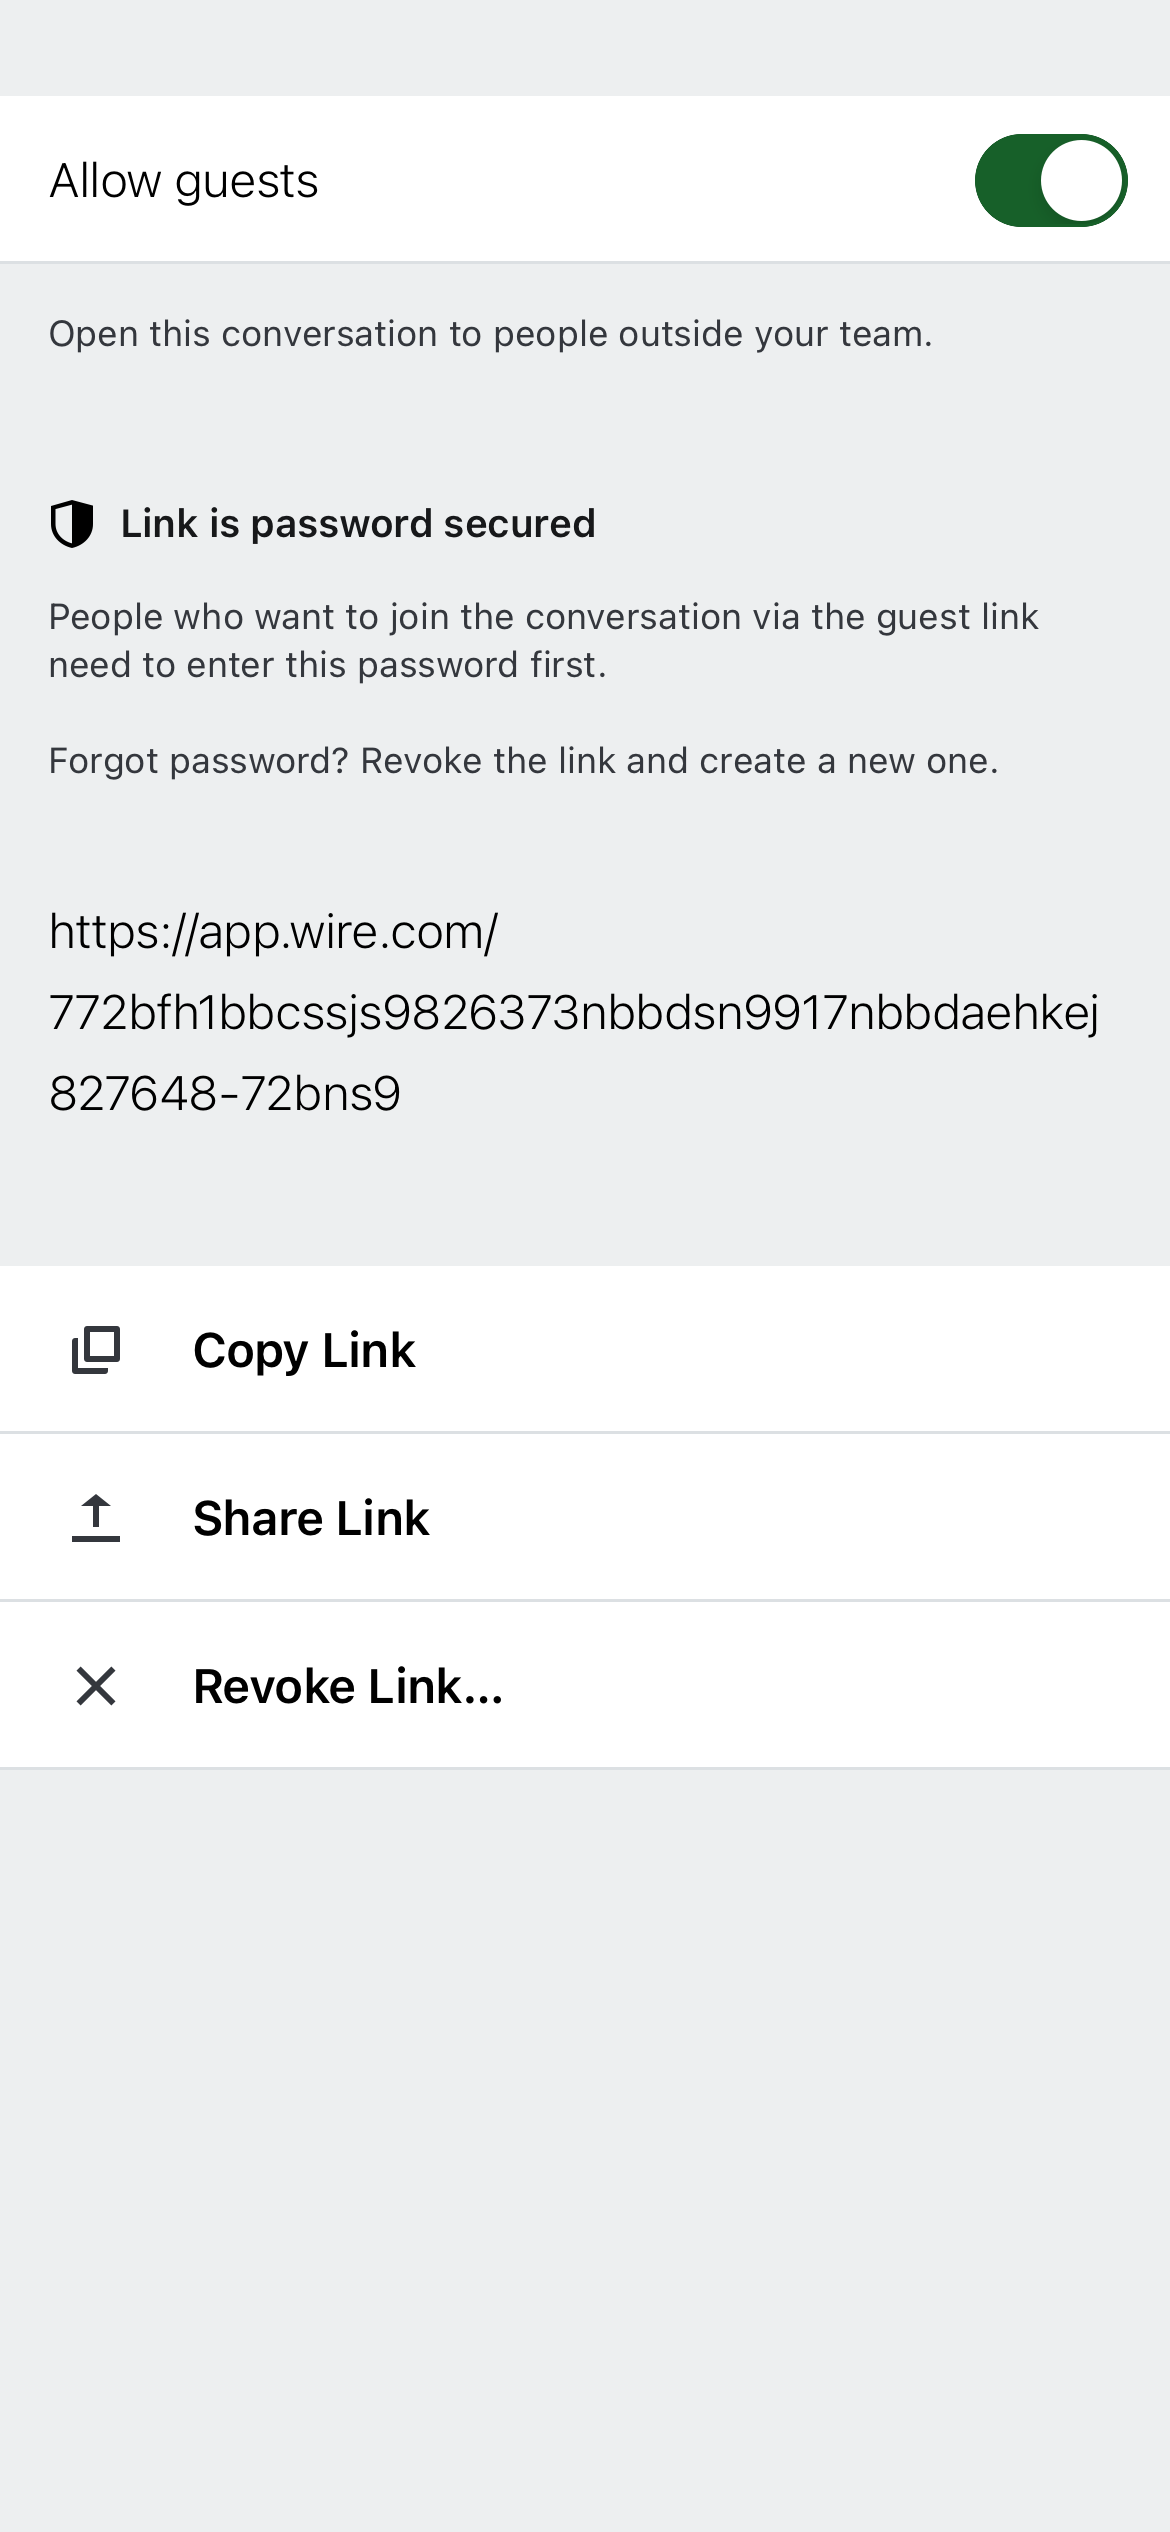 Allow guests
Open this conversation to people outside your team.
Link is password secured
People who want to join the conversation via the guest link
need to enter this password first.
Forgot password? Revoke the link and create a new one.
https://app.wire.com/
772bfh1bbcssjs9826373nbbdsn9917nbbdaehkej
827648-72bns9
Copy Link
Share Link
Revoke Link...